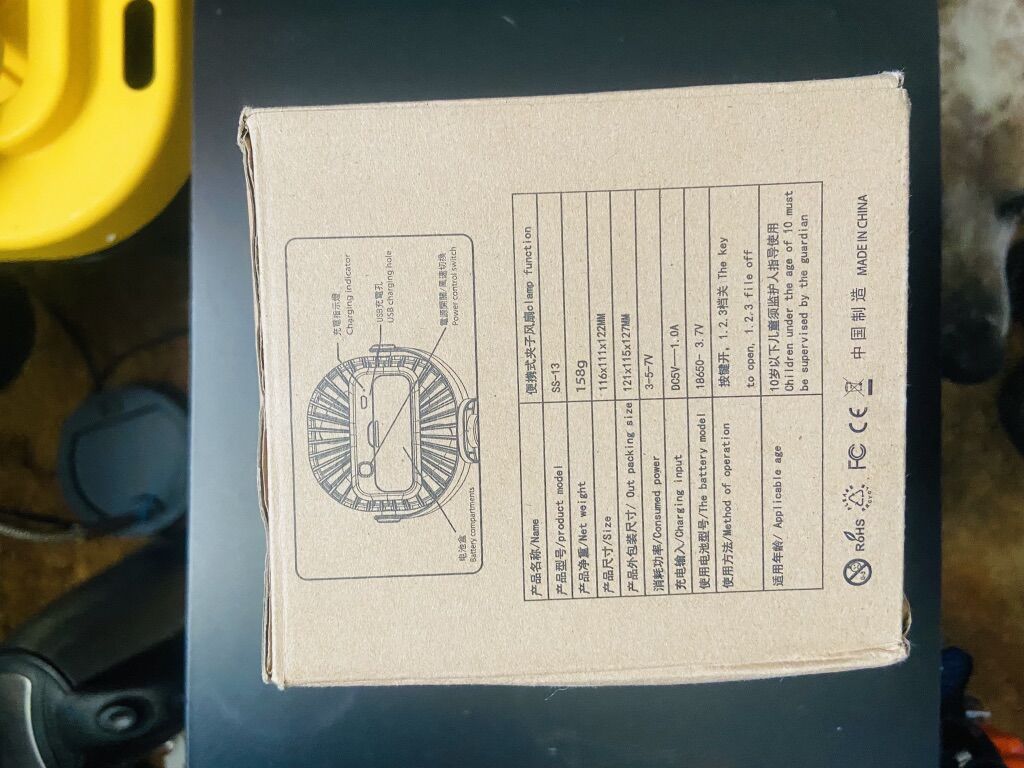 充電指示燈
Charging indicator
USB充電孔
USB charging hole
電源開關/風速切換
Power control switch
电池盒
Battery compartments
产品名称/Name
便携式夹子风扇clamp function
产品型号/product model
SS-13
产品净重/Net weight
158g
产品尺寸/Size
116x111x122MM
产品外包装尺寸/ Out packing size
121x115x127MM
消耗功率/Consumed power
3-5-7V
充电输入/Charging input
DC5V—1.0A
使用电池型号/The battery model
18650- 3.7V
使用方法/Method of operation
按键开, 1.2.3档关 The key
to open, 1.2.3 file off
适用年龄/ Applicable age
10岁以下儿童须监护人指导使用
Children under the age of 10 must
be supervised by the guardian
RoHS FC CE 中国制造 MADE IN CHINA